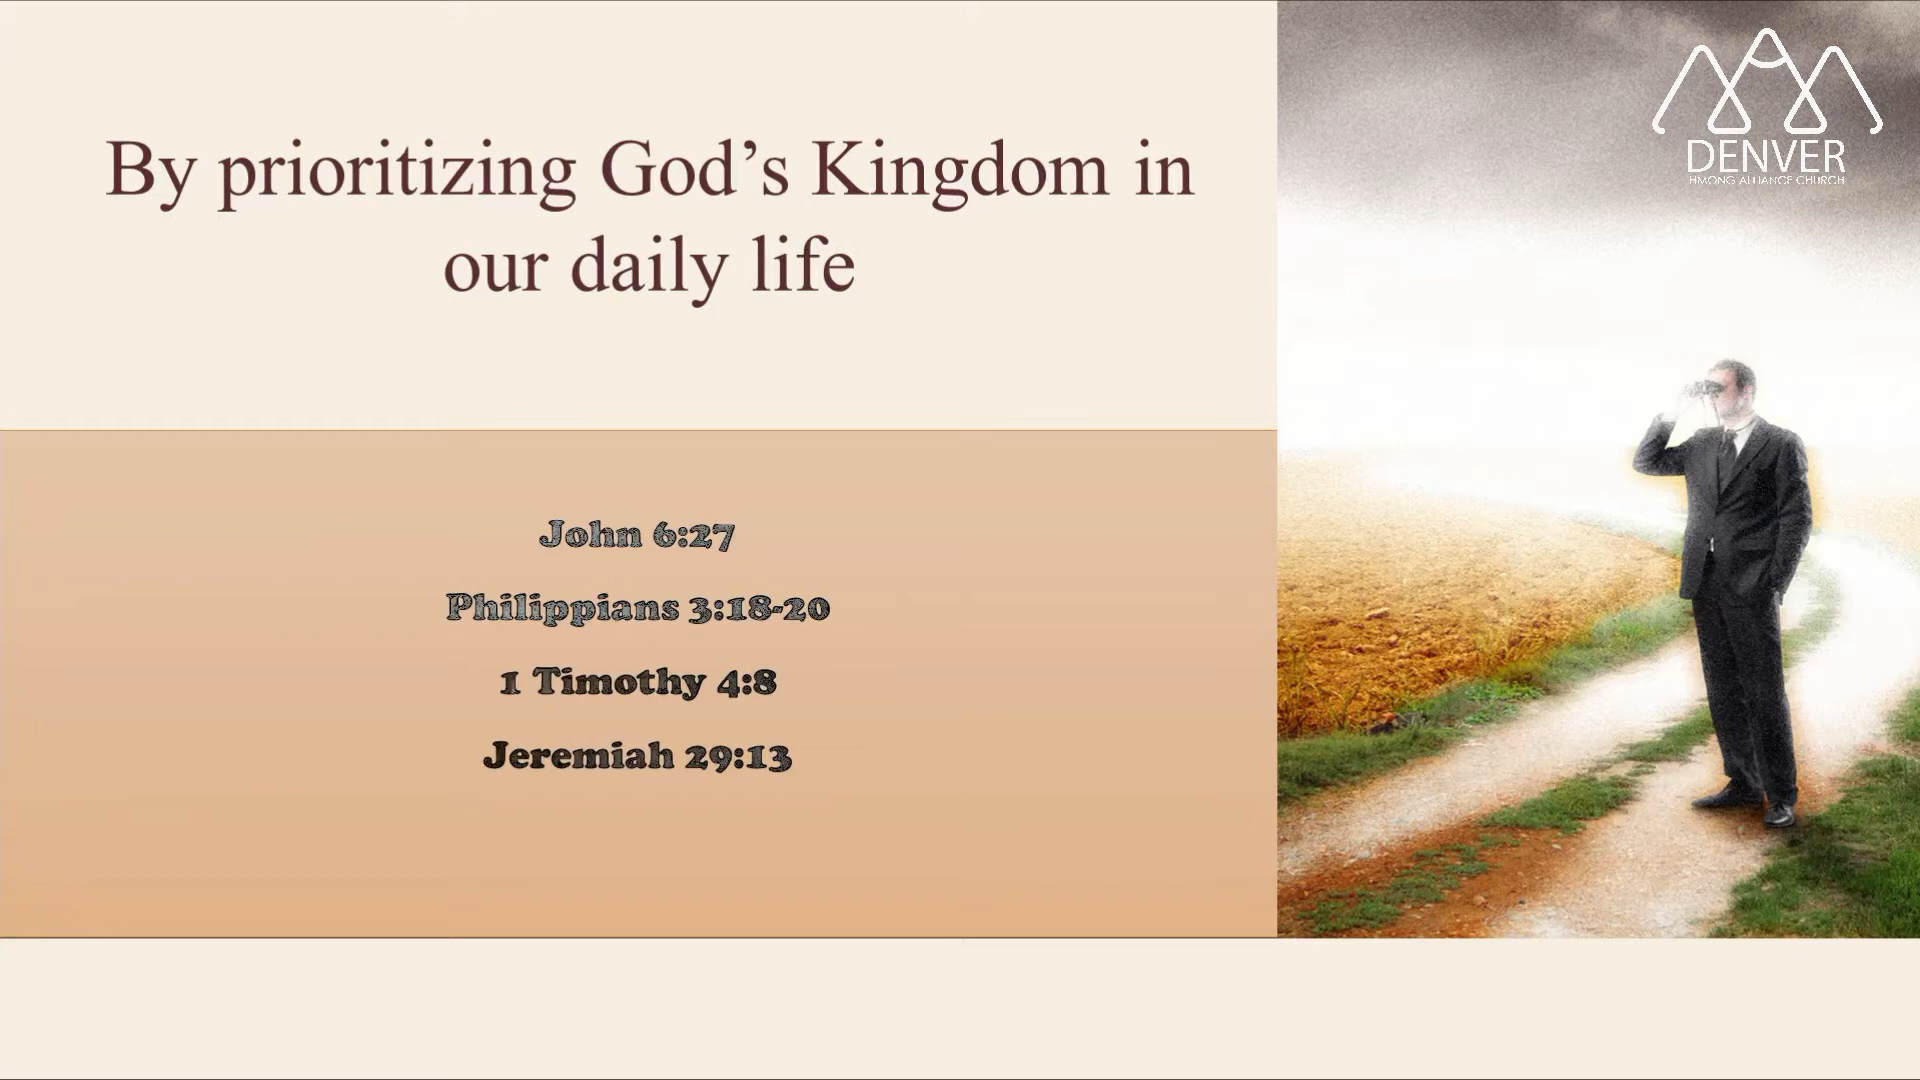 By prioritizing God’s Kingdom in
our daily life
John 6:27
Philippians 3:18-20
1 Timothy 4:8
Jeremiah 29:13
DENVER
HMONG ALLIANCE CHURCH